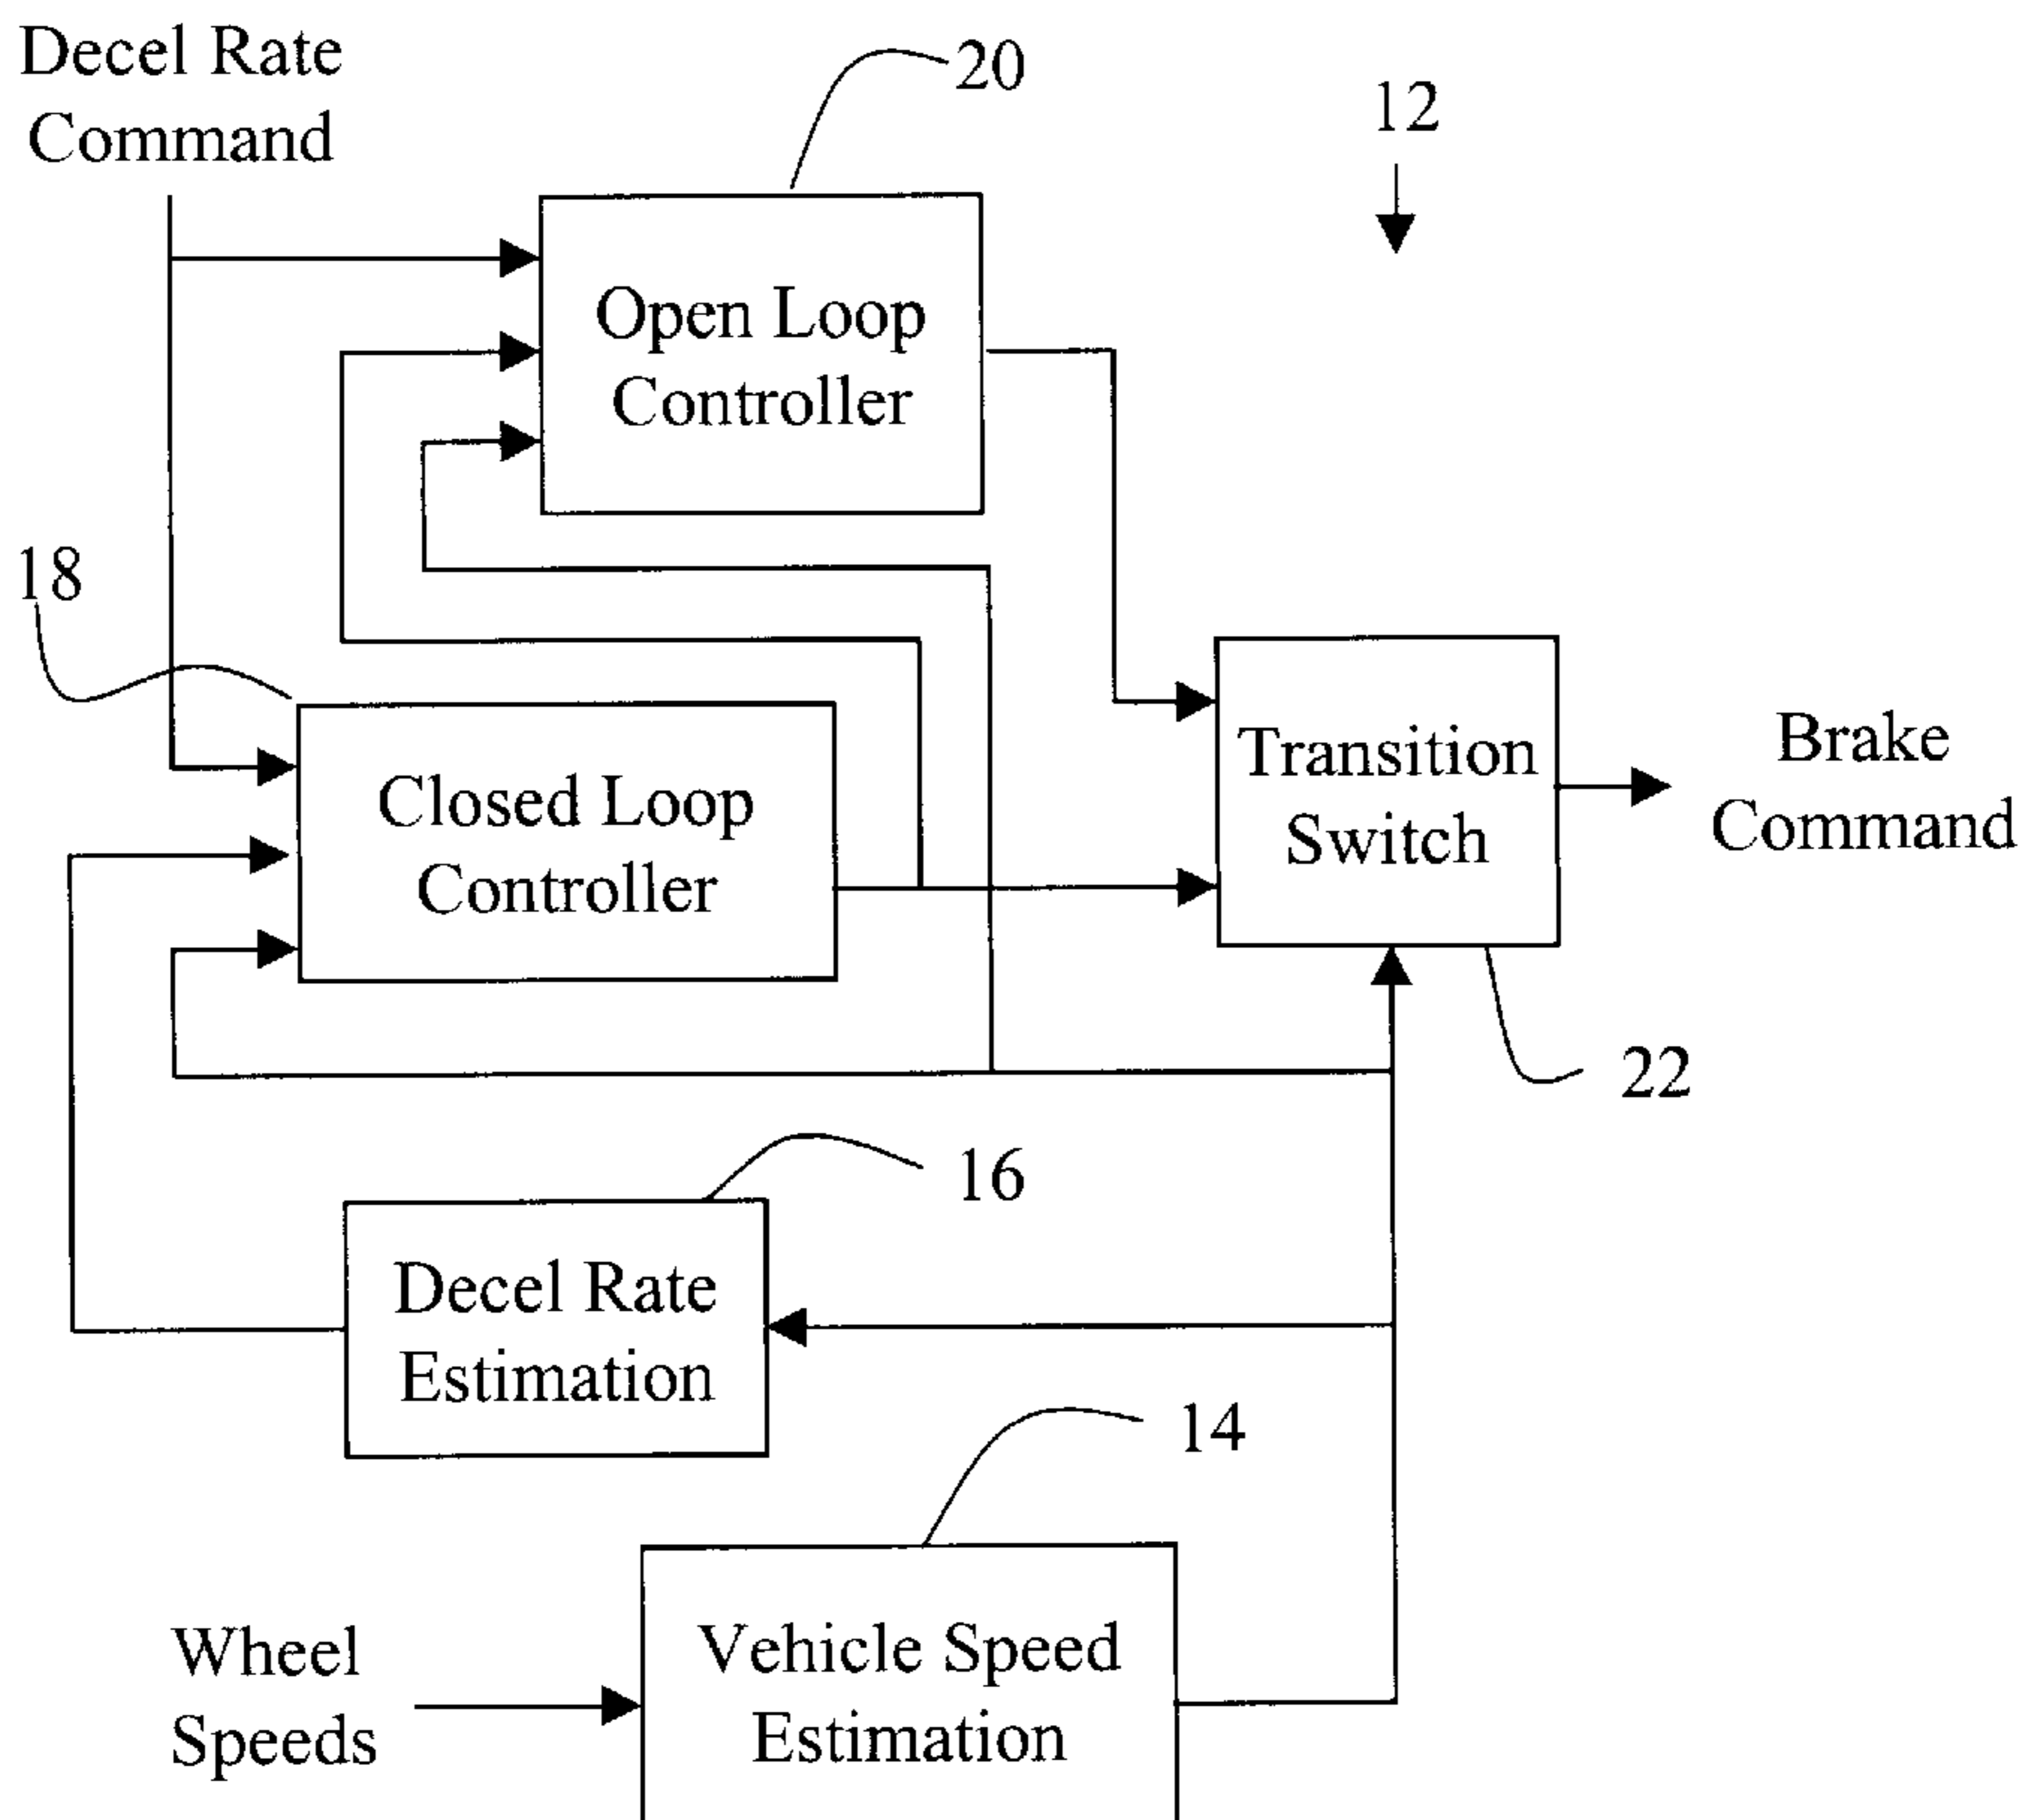 Decel Rate
Command
20
12
Open Loop
Controller
18
Transition
Switch
Brake
Command
Closed Loop
Controller
22
16
Decel Rate
Estimation
14
Wheel
Speeds
Vehicle Speed
Estimation